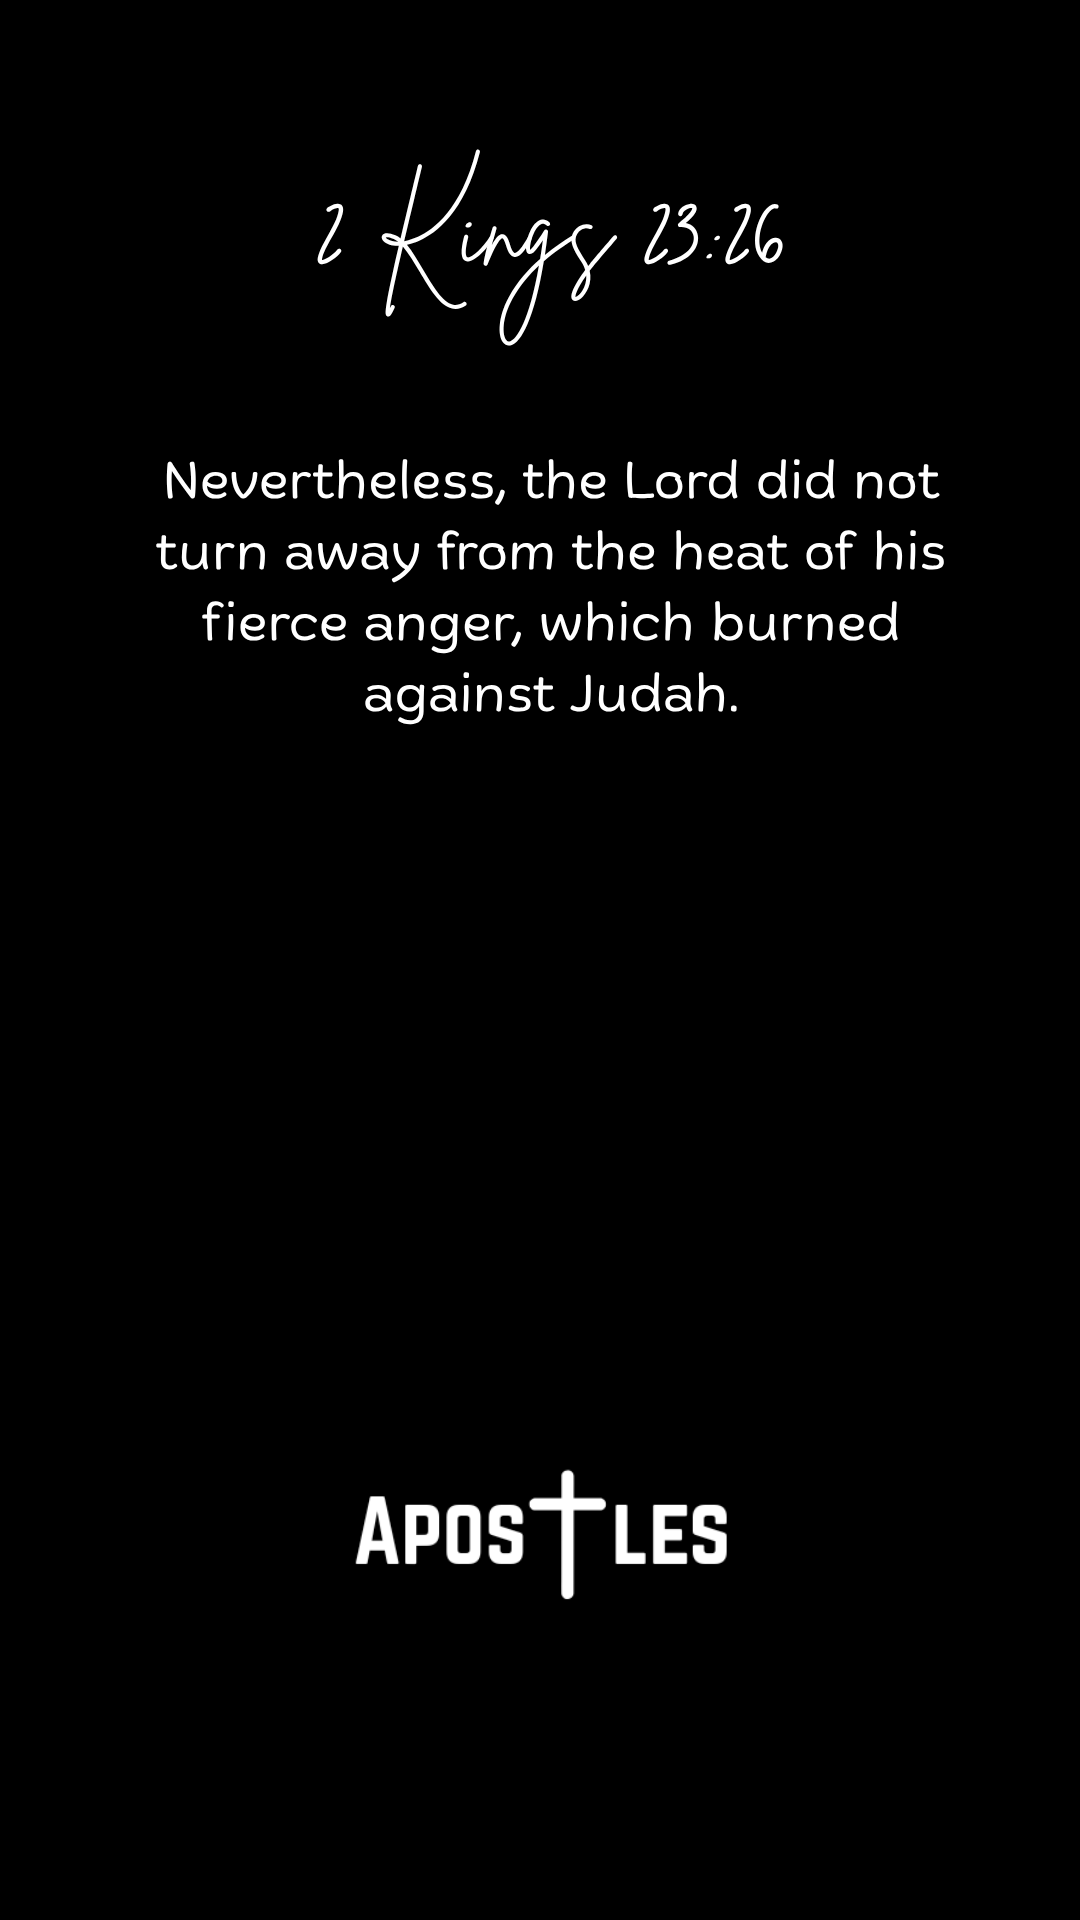 2 Kings 23:26
Nevertheless, the Lord did not
turn away from the heat of his
fierce anger, which burned
against Judah.
APOSTLES